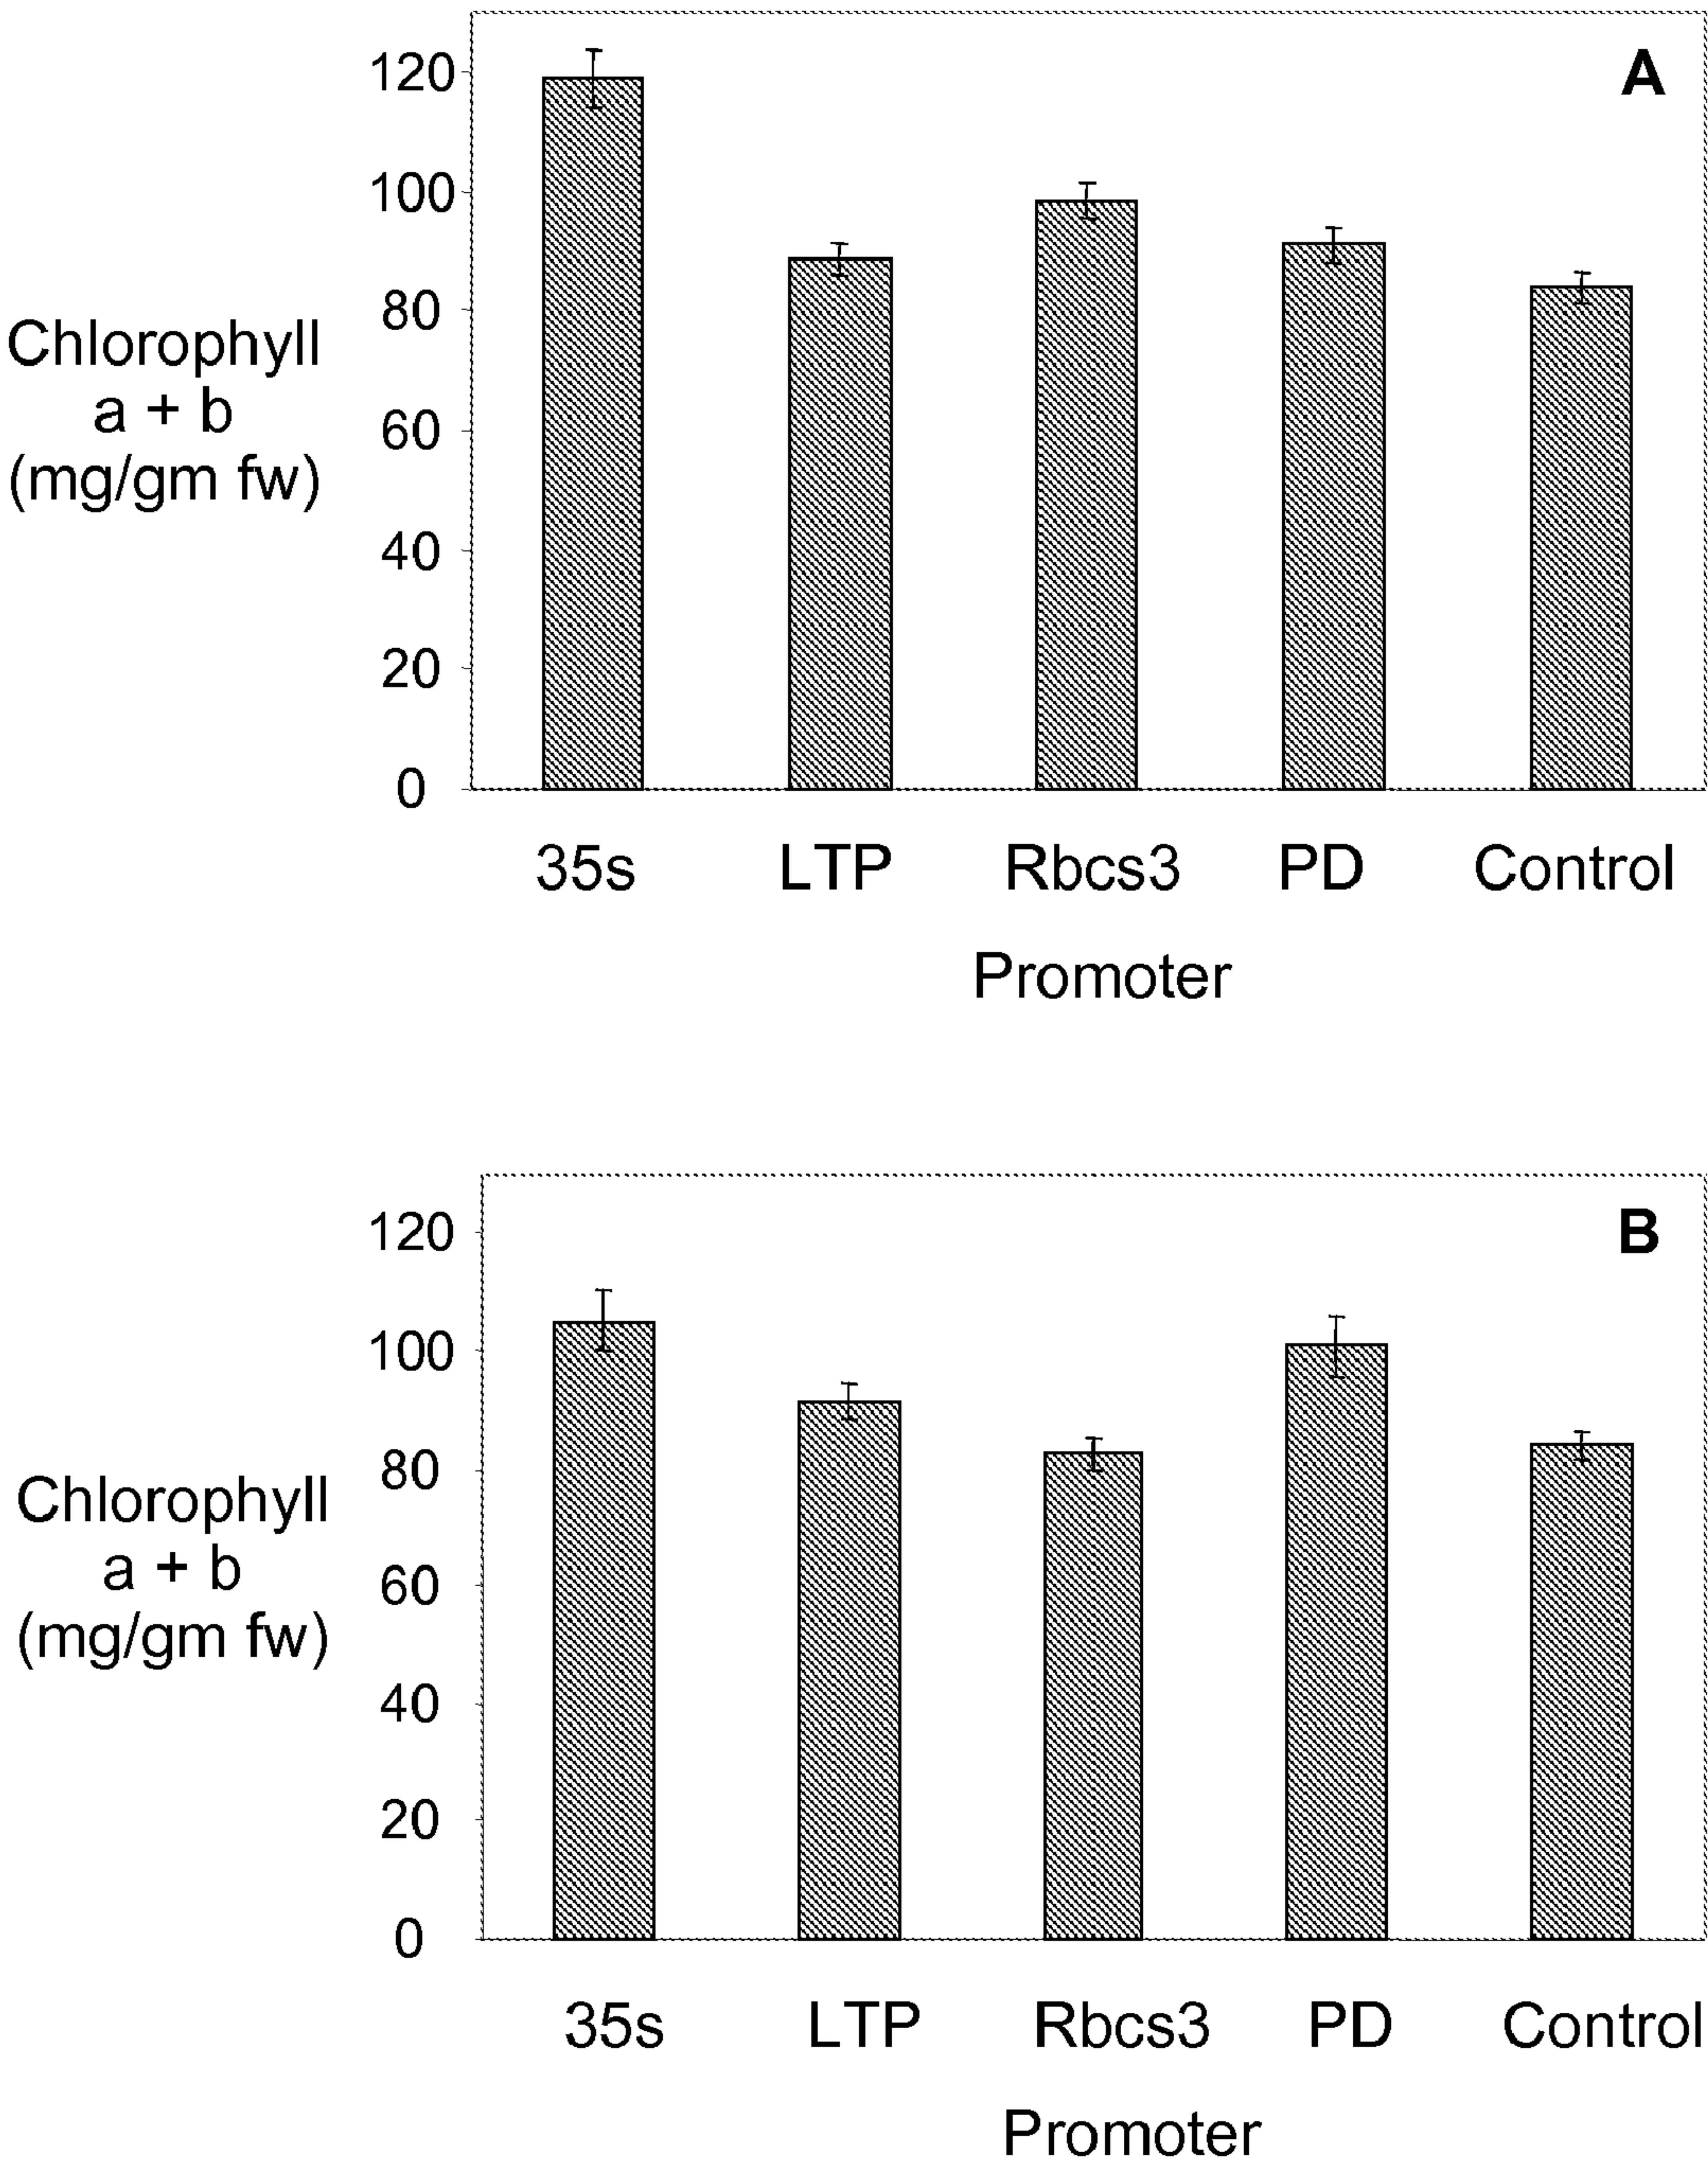 A
120
100
80
60
40
20
0
Chlorophyll
a + b
(mg/gm fw)
35s LTP Rbcs3 PD Control
Promoter
B
120
100
80
60
40
20
0
Chlorophyll
a + b
(mg/gm fw)
35s LTP Rbcs3 PD Control
Promoter